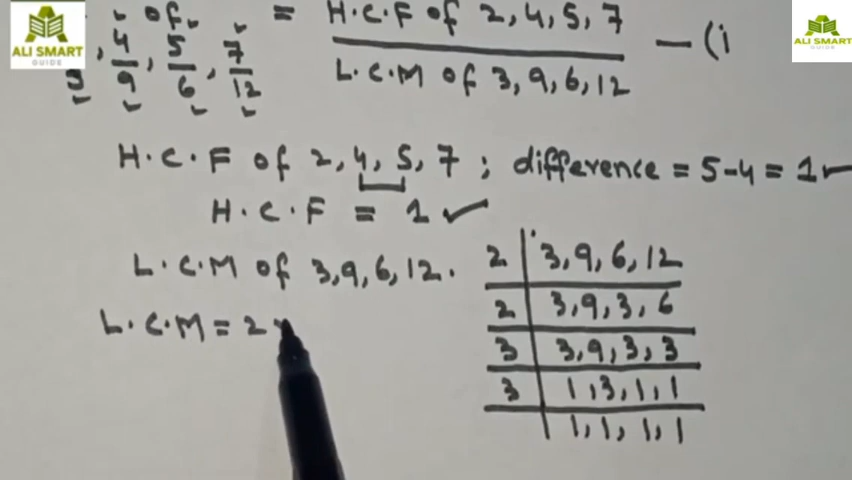 ALI SMART
GUIDE
ALI SMART
GUIDE
of = H.C.F of 2, 4, 5, 7
, 4/9, 5/6, 7/12 L.C.M of 3, 9, 6, 12 — (i
H.C.F of 2, 4, 5, 7 ; difference = 5-4 = 1 ✓
H.C.F = 1 ✓
L.C.M of 3, 9, 6, 12.
L.C.M = 2
2 | 3, 9, 6, 12
2 | 3, 9, 3, 6
3 | 3, 9, 3, 3
3 | 1, 3, 1, 1
| 1, 1, 1, 1